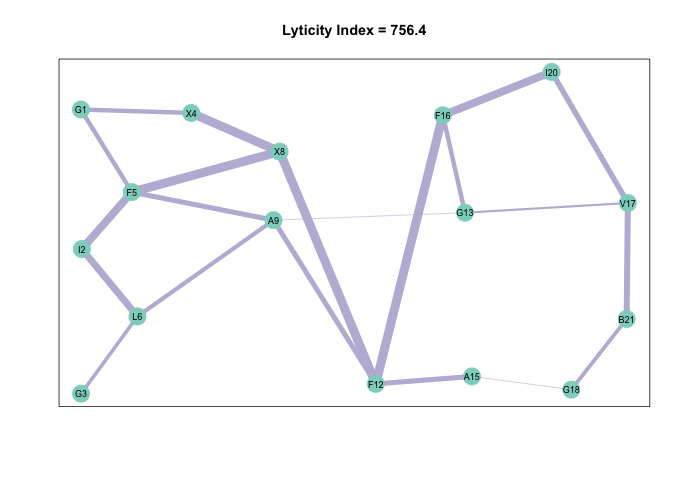 Lyticity Index = 756.4
I20
G1
X4
F16
X8
F5
V17
A9
G13
I2
L6
B21
A15
F12
G18
G3